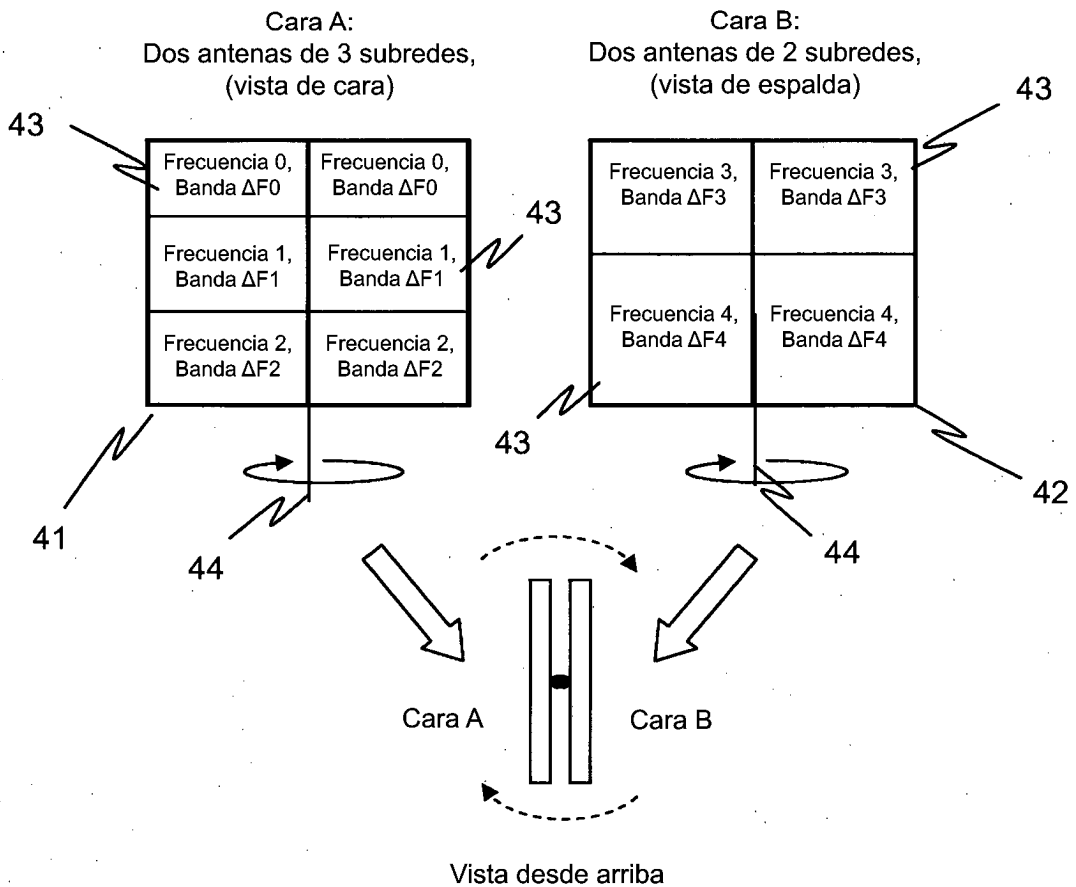 Cara A:
Dos antenas de 3 subredes,
(vista de cara)
Cara B:
Dos antenas de 2 subredes,
(vista de espalda)
43
43
Frecuencia 0,
Banda ΔF0
Frecuencia 0,
Banda ΔF0
Frecuencia 3,
Banda ΔF3
Frecuencia 3,
Banda ΔF3
43
Frecuencia 1,
Banda ΔF1
Frecuencia 1,
Banda ΔF1
Frecuencia 2,
Banda ΔF2
Frecuencia 2,
Banda ΔF2
Frecuencia 4,
Banda ΔF4
Frecuencia 4,
Banda ΔF4
43
41
44
44
42
Cara A
Cara B
Vista desde arriba